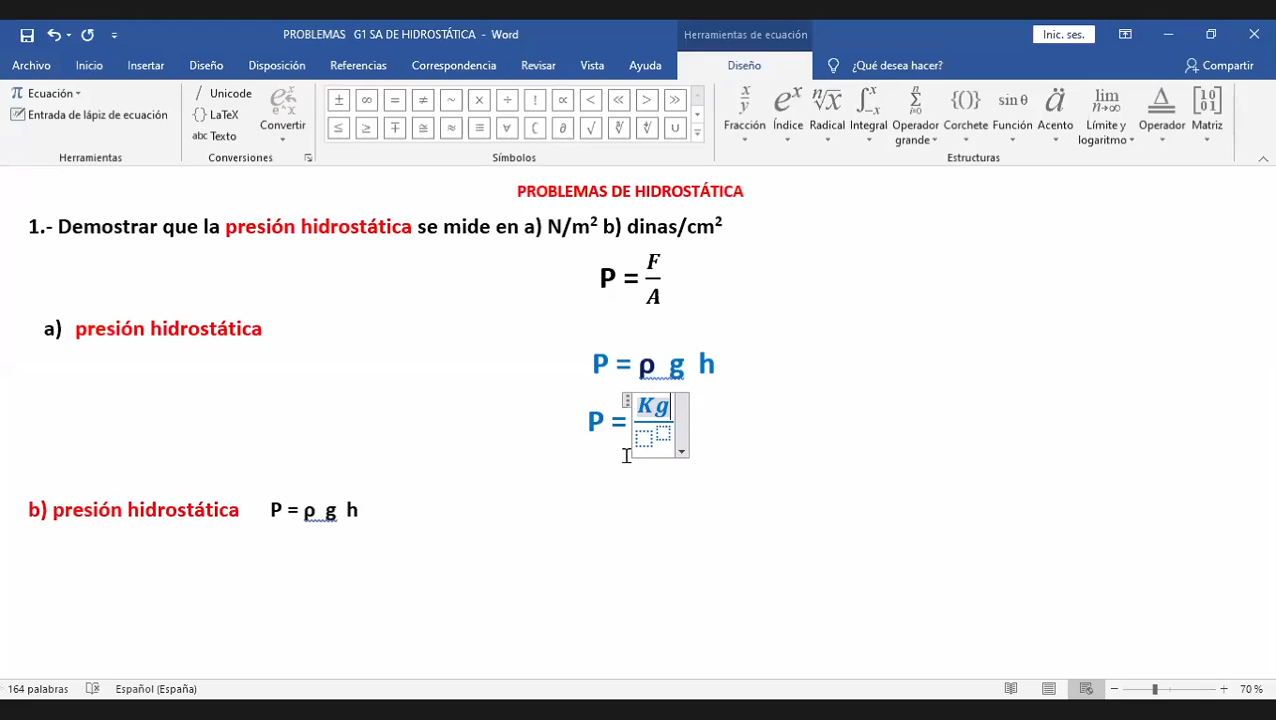 PROBLEMAS G1 SA DE HIDROSTÁTICA - Word
Herramientas de ecuación
Inic. ses.
Archivo Inicio Insertar Diseño Disposición Referencias Correspondencia Revisar Vista Ayuda Diseño ¿Qué desea hacer? Compartir
π Ecuación
Entrada de lápiz de ecuación
Unicode
LaTeX
abc Texto
Convertir
± ∞ = ≠ ~ × ÷ ! ∝ < ≪ > ≫
≤ ≥ ∓ ≅ ≈ ≡ ∀ ∁ ∂ √ ∛ ∜ ∪
Fracción Índice Radical Integral Operador grande Corchete Función Acento Límite y logaritmo Operador Matriz
Herramientas Conversiones Símbolos Estructuras
PROBLEMAS DE HIDROSTÁTICA
1.- Demostrar que la presión hidrostática se mide en a) N/m² b) dinas/cm²
P = F/A
a) presión hidrostática
P = ρ g h
P = Kg
b) presión hidrostática P = ρ g h
164 palabras Español (España) 70 %